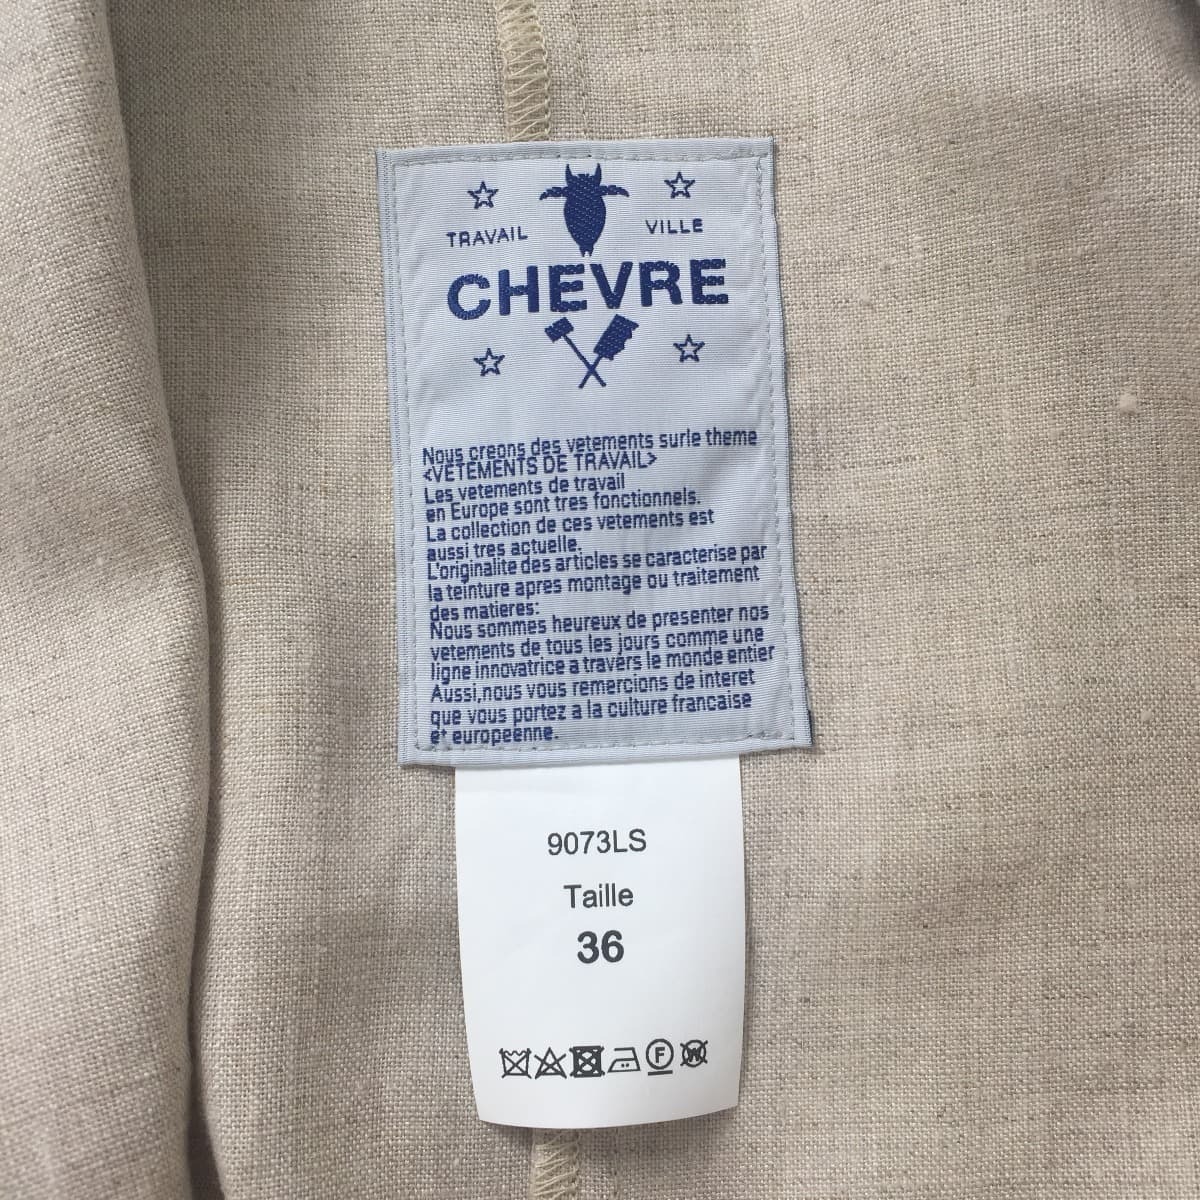 TRAVAIL VILLE
CHEVRE
Nous creons des vetements surle theme
<VETEMENTS DE TRAVAIL>
Les vetements de travail
en Europe sont tres fonctionnels.
La collection de ces vetements est
aussi tres actuelle.
L'originalite des articles se caracterise par
la teinture apres montage ou traitement
des matieres:
Nous sommes heureux de presenter nos
vetements de tous les jours comme une
ligne innovatrice a travers le monde entier
Aussi,nous vous remercions de interet
que vous portez a la culture francaise
et europeenne.
9073LS
Taille
36
F W